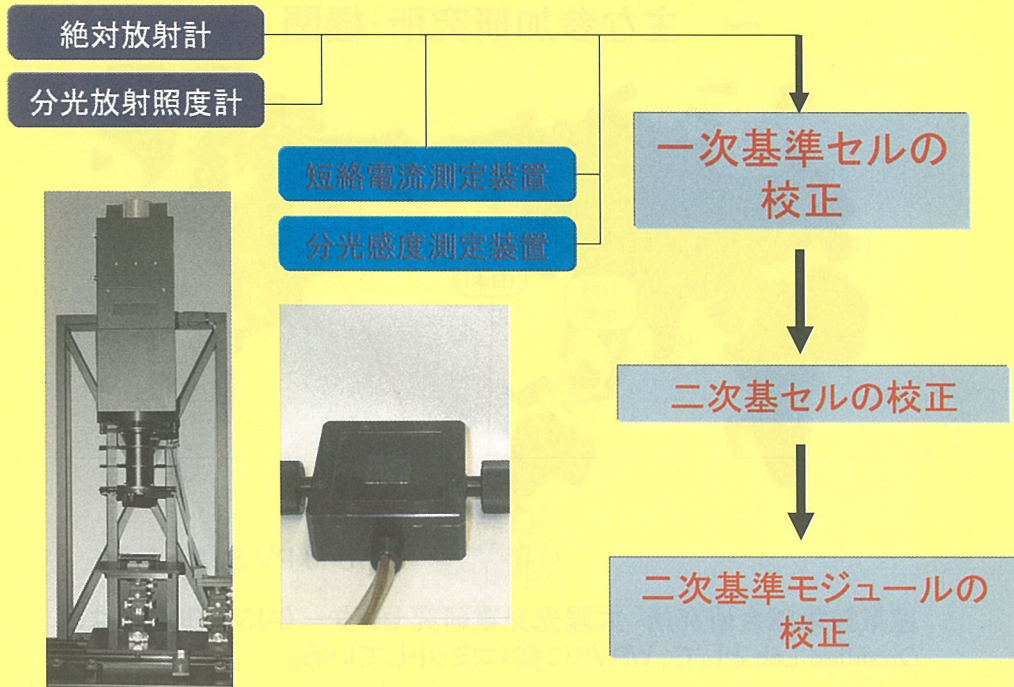 絶対放射計
分光放射照度計
短絡電流測定装置
分光感度測定装置
一次基準セルの
校正
二次基セルの校正
二次基準モジュールの
校正